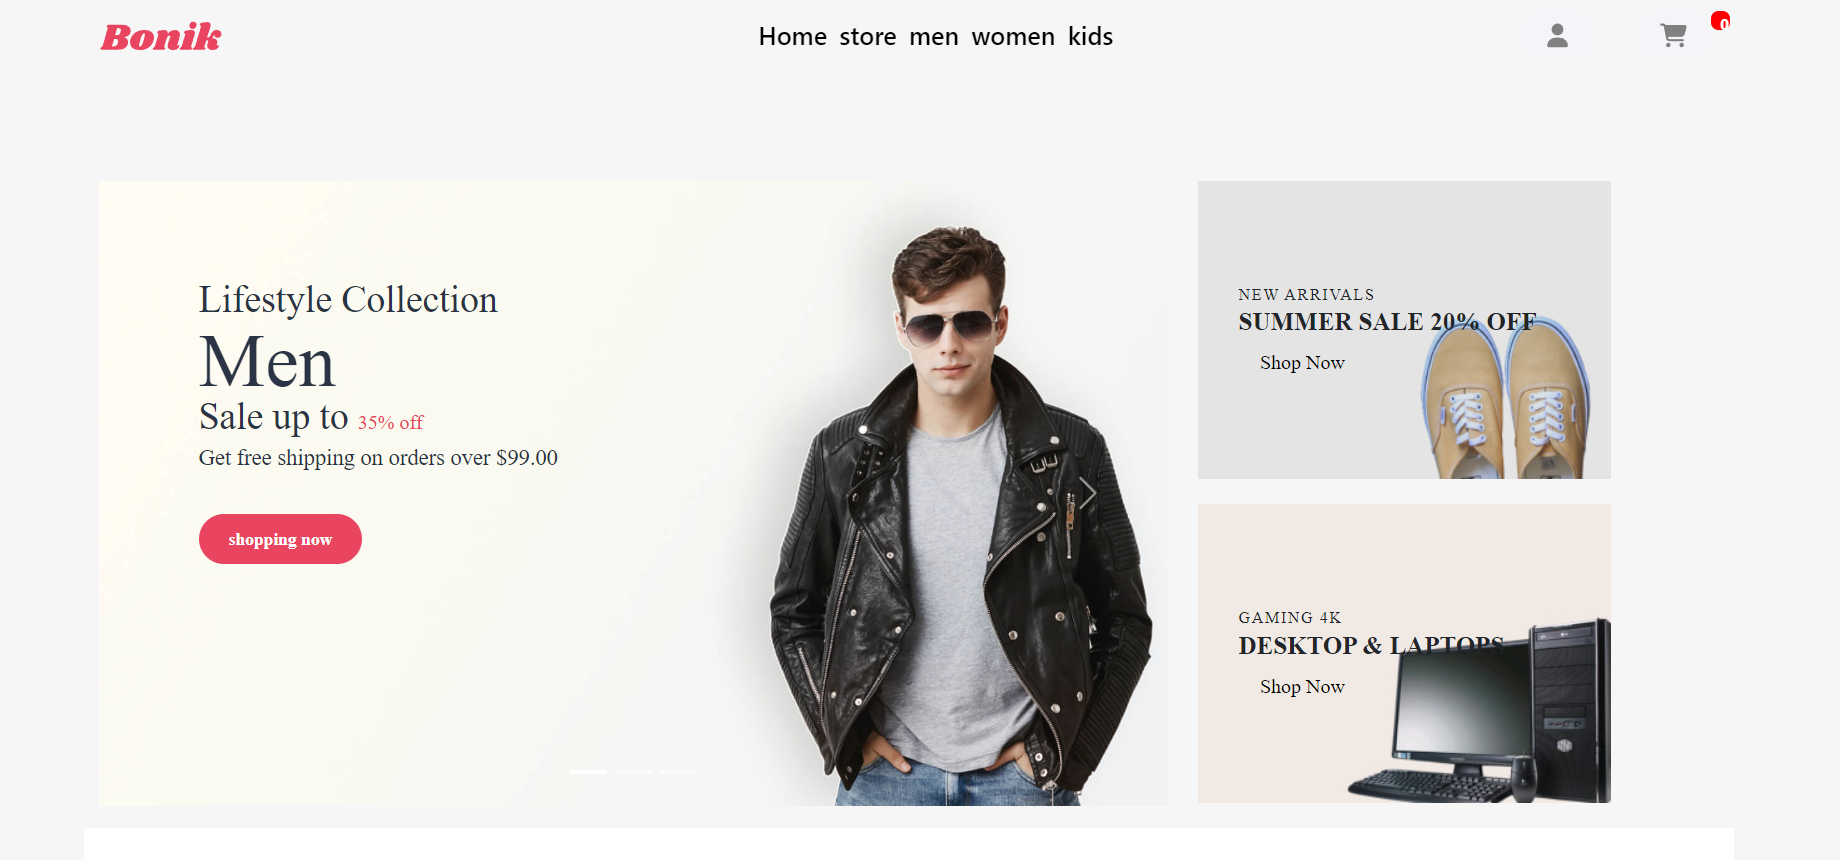 Bonik
Home store men women kids
0
Lifestyle Collection
Men
Sale up to 35% off
Get free shipping on orders over $99.00
shopping now
NEW ARRIVALS
SUMMER SALE 20% OFF
Shop Now
GAMING 4K
DESKTOP & LAPTOPS
Shop Now